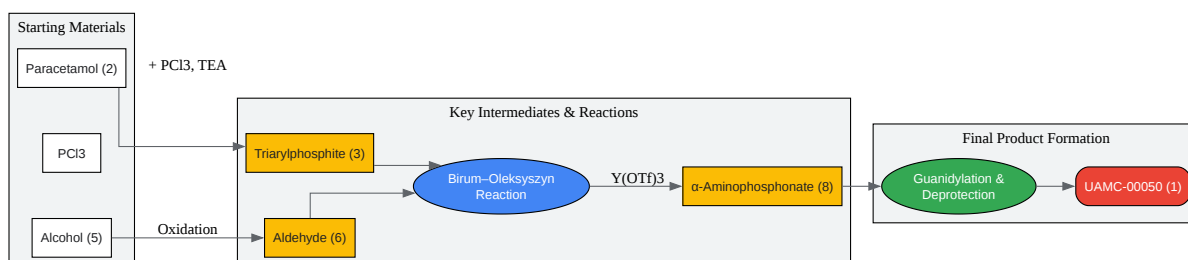 Starting Materials
Paracetamol (2)
+ PCl3, TEA
PCl3
Alcohol (5)
Oxidation
Key Intermediates & Reactions
Triarylphosphite (3)
Aldehyde (6)
Birum–Oleksyszyn
Reaction
Y(OTf)3
α-Aminophosphonate (8)
Final Product Formation
Guanidylation &
Deprotection
UAMC-00050 (1)